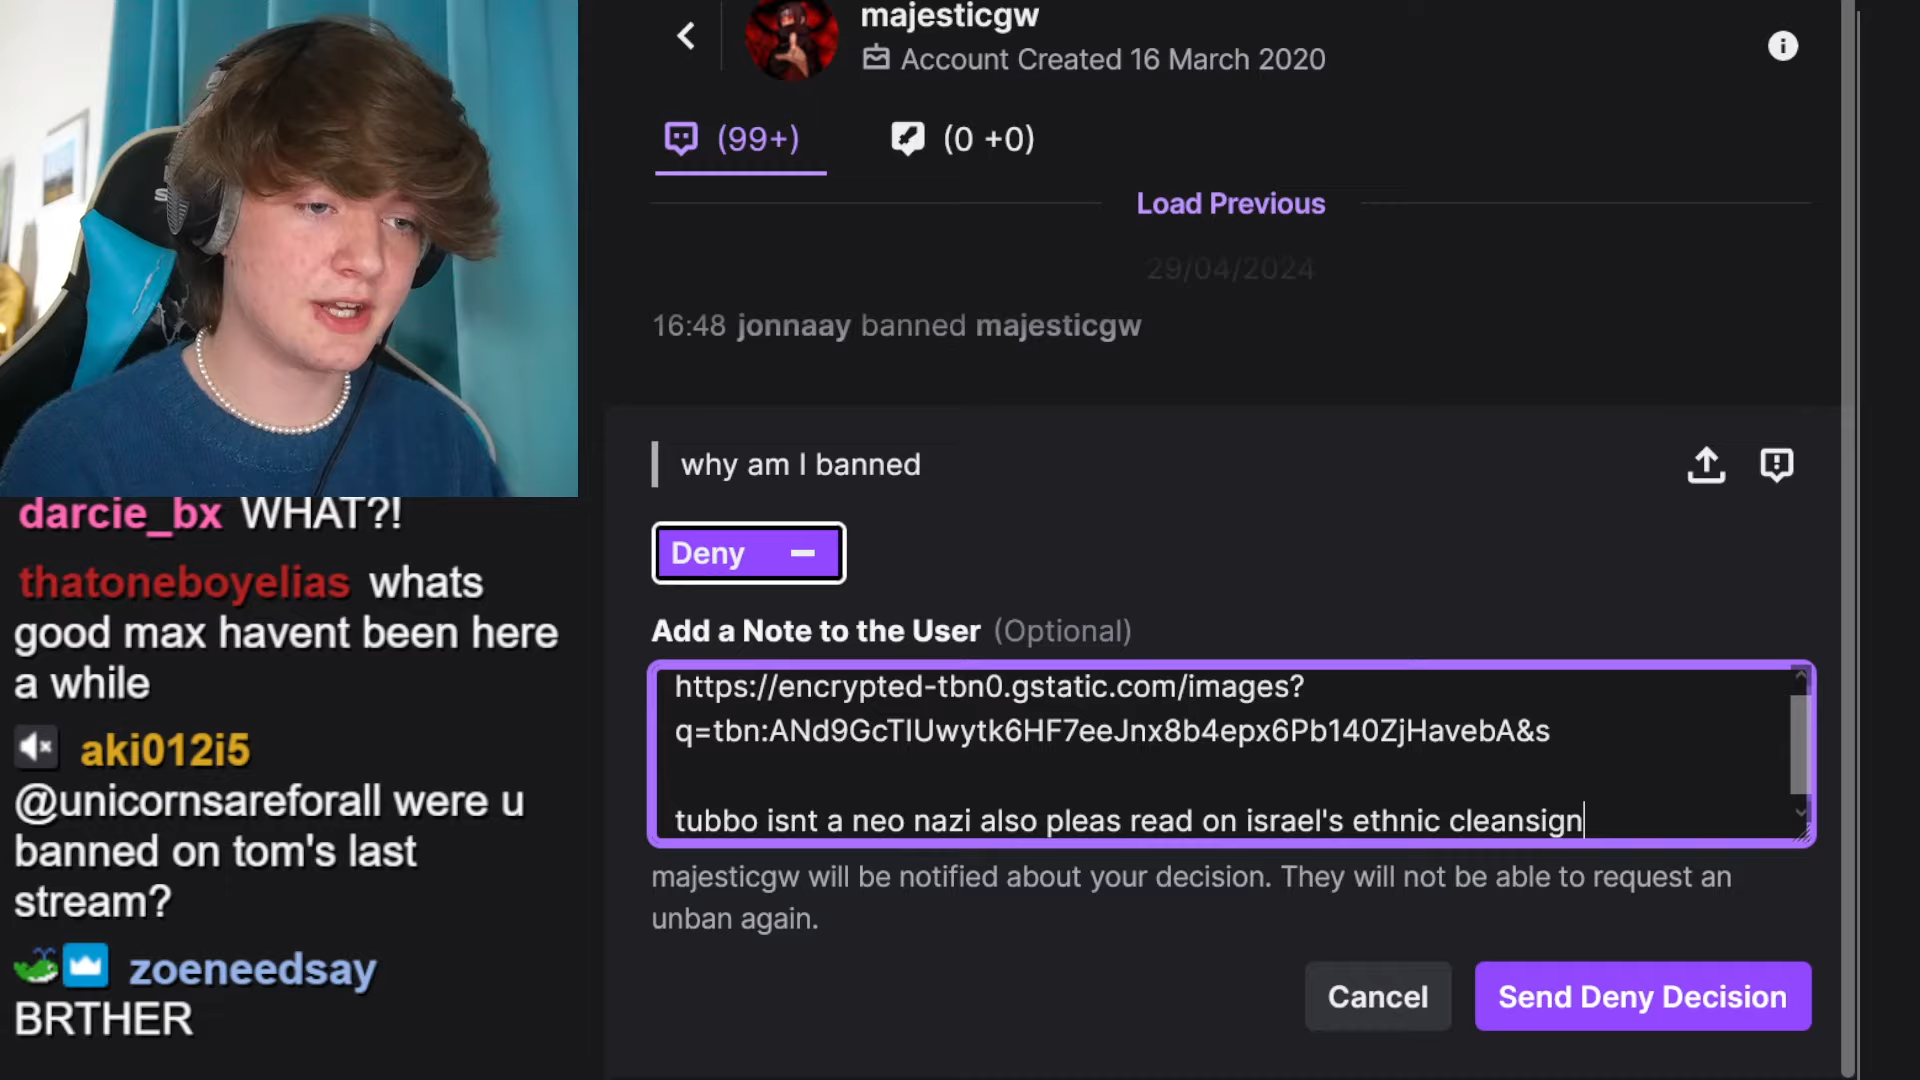 majesticgw
Account Created 16 March 2020
(99+)
(0 +0)
Load Previous
29/04/2024
16:48 jonnaay banned majesticgw
why am I banned
Deny
Add a Note to the User (Optional)
https://encrypted-tbn0.gstatic.com/images?
q=tbn:ANd9GcTlUwytk6HF7eeJnx8b4epx6Pb140ZjHavebA&s
tubbo isnt a neo nazi also pleas read on israel's ethnic cleansign
majesticgw will be notified about your decision. They will not be able to request an
unban again.
Cancel
Send Deny Decision
darcie_bx WHAT?!
thatoneboyelias whats
good max havent been here
a while
aki012i5
@unicornsareforall were u
banned on tom's last
stream?
zoeneedsay
BRTHER